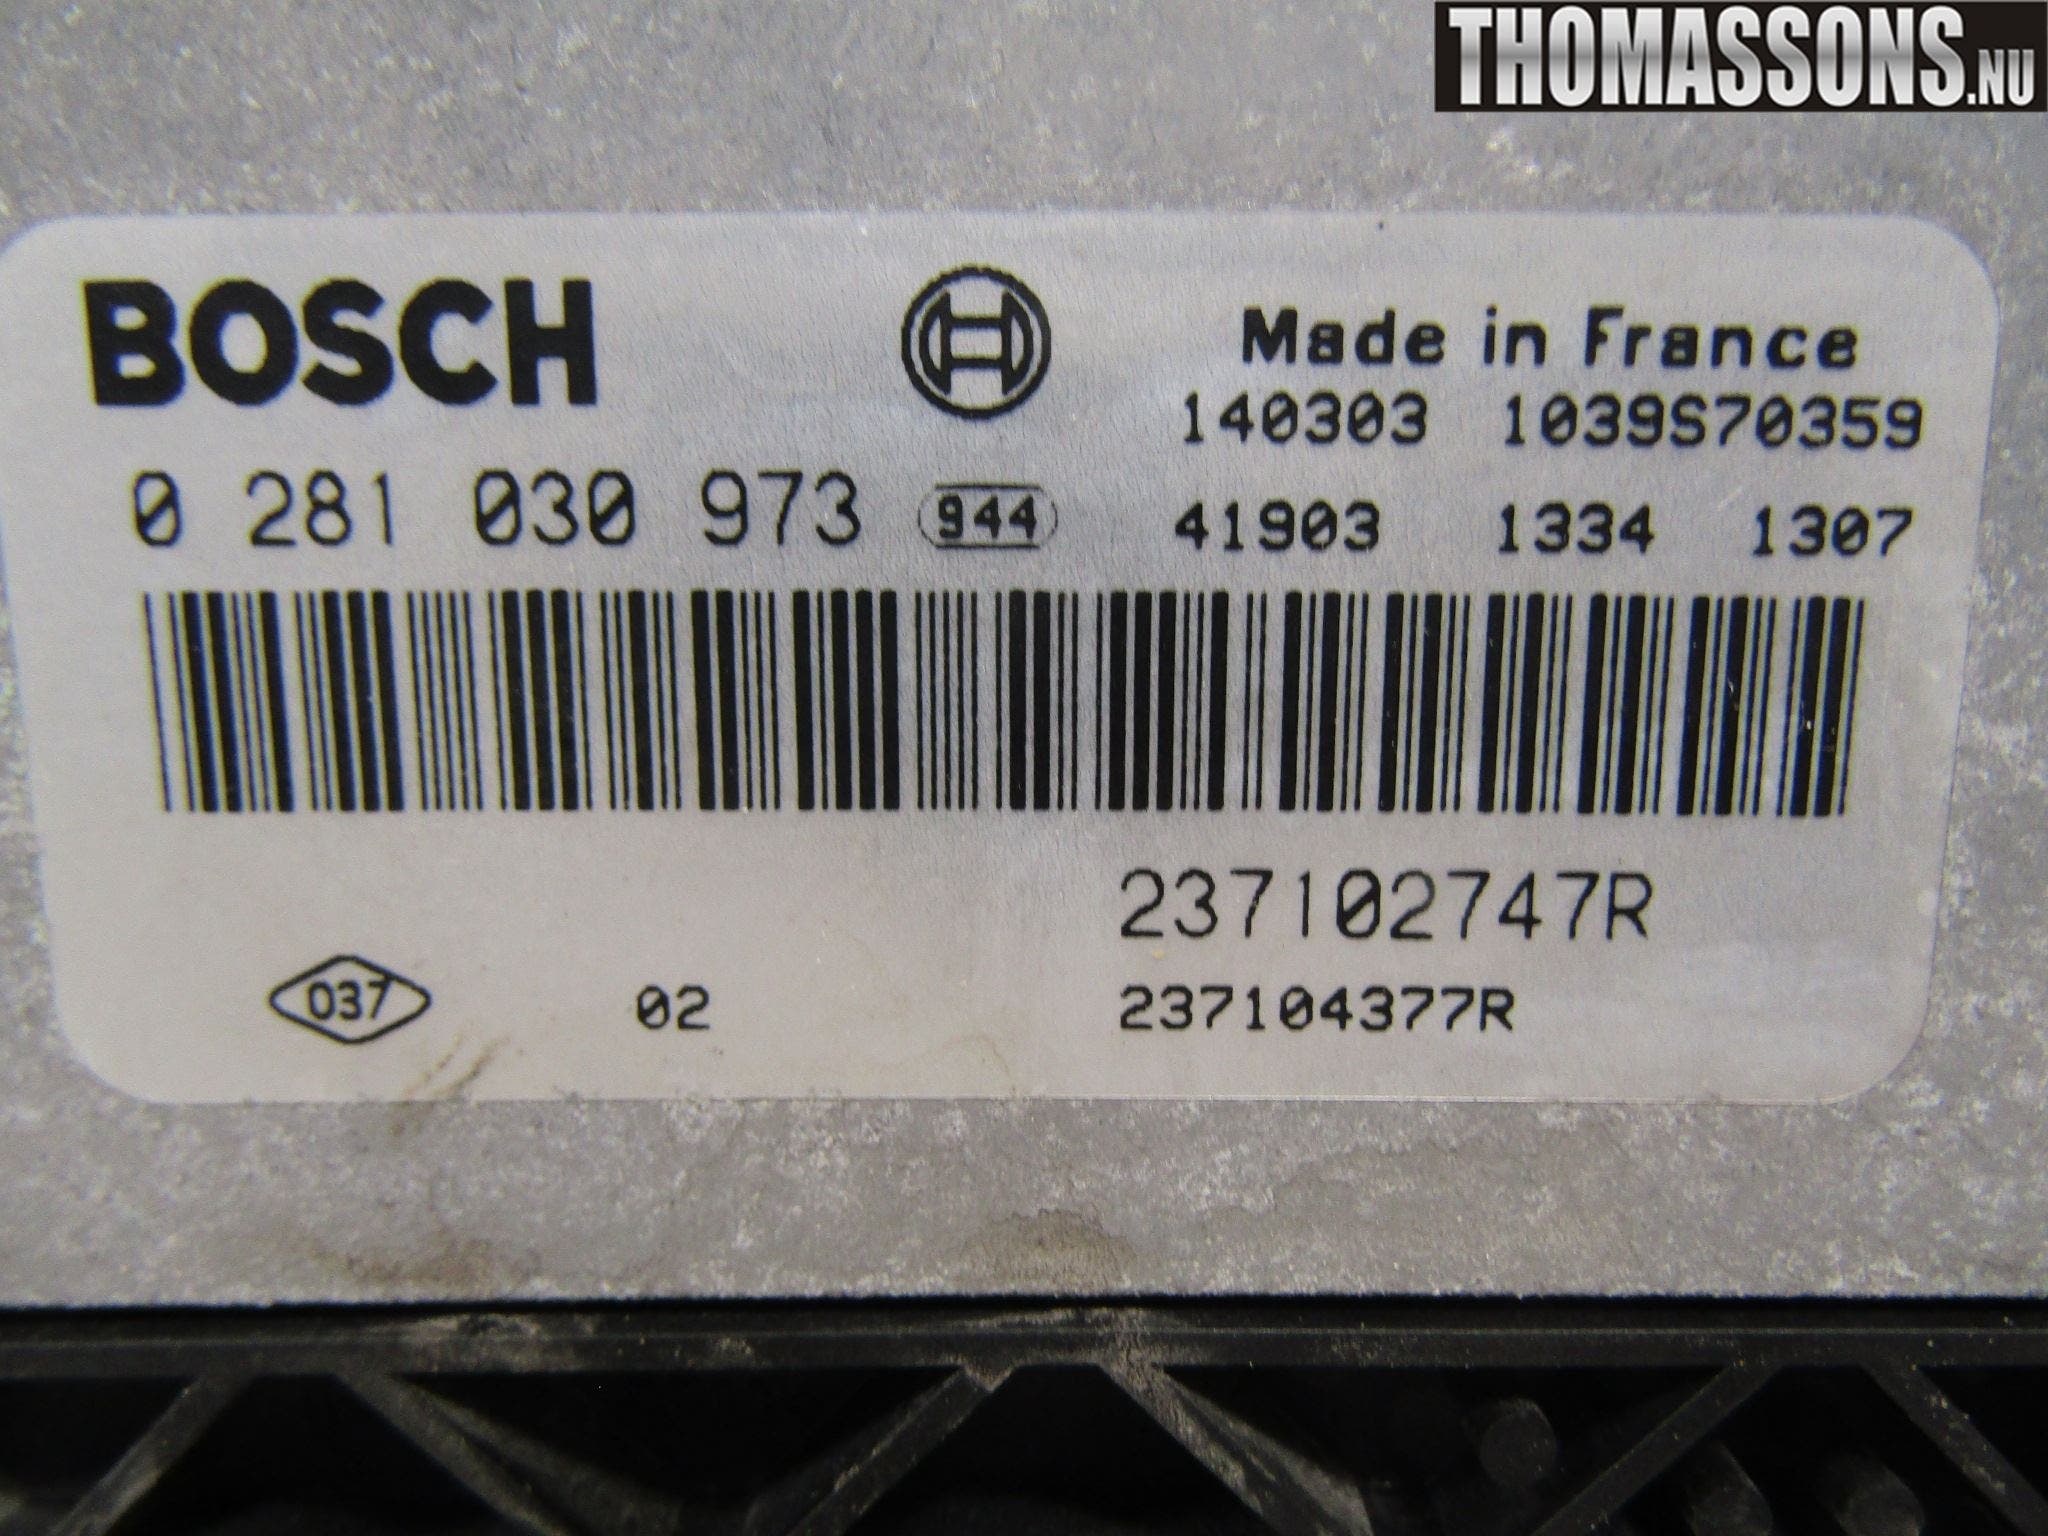 THOMASSONS.NU
BOSCH
Made in France
140303 1039S70359
0 281 030 973 944 41903 1334 1307
237102747R
037 02 237104377R